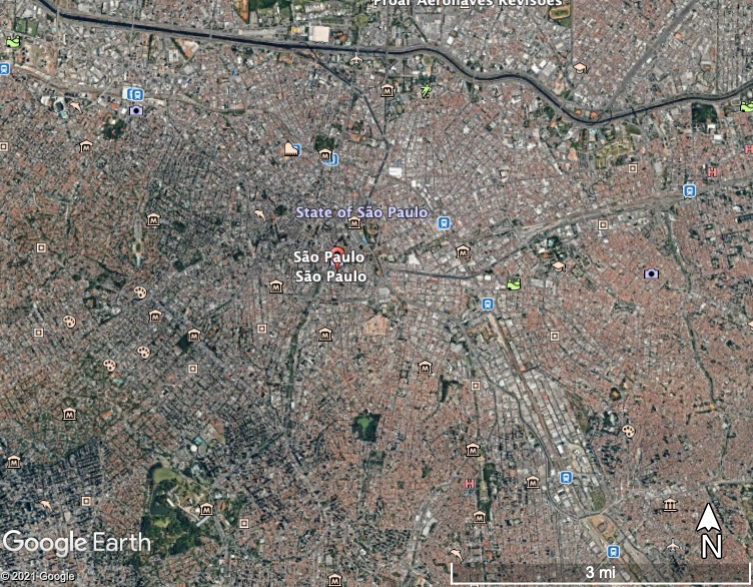 Proar Aeronaves Revisões
State of São Paulo
São Paulo
São Paulo
Google Earth
N
© 2021 Google
3 mi